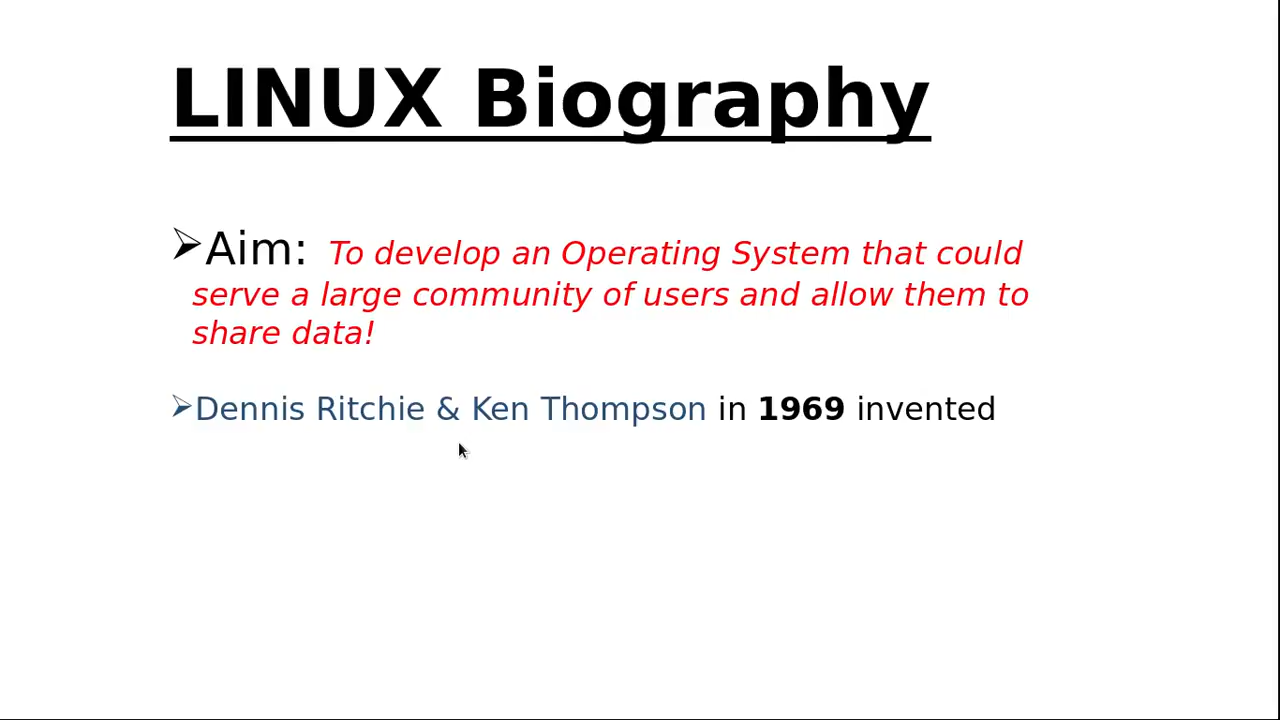 LINUX Biography
➢Aim: To develop an Operating System that could
serve a large community of users and allow them to
share data!
➢Dennis Ritchie & Ken Thompson in 1969 invented